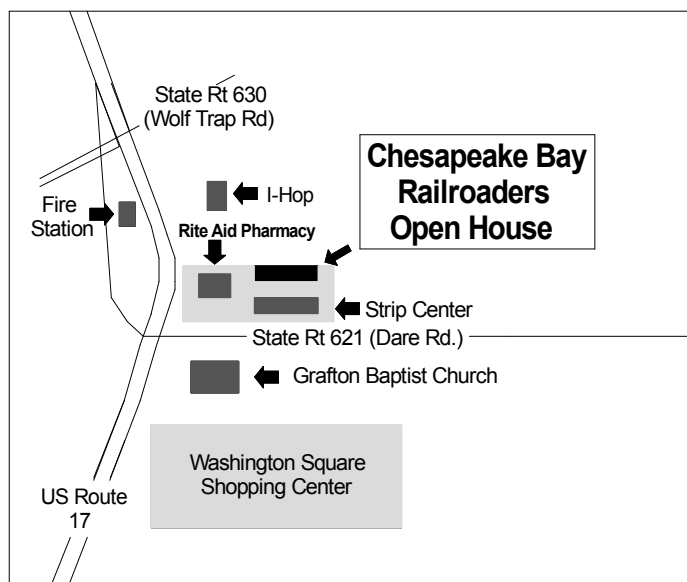 State Rt 630
(Wolf Trap Rd)
Chesapeake Bay
Railroaders
Open House
I-Hop
Fire
Station
Rite Aid Pharmacy
Strip Center
State Rt 621 (Dare Rd.)
Grafton Baptist Church
Washington Square
Shopping Center
US Route
17